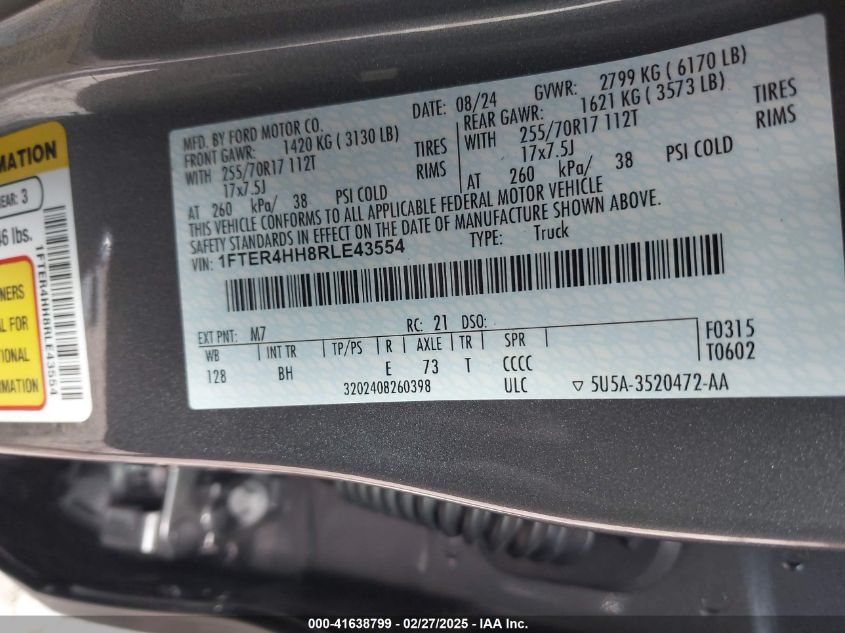 MATION
EAR: 3
46 lbs.
NERS
AL FOR
TIONAL
RMATION
1FTER4HH8RLE43554
MFD. BY FORD MOTOR CO. DATE: 08/24 GVWR: 2799 KG ( 6170 LB)
FRONT GAWR: 1420 KG ( 3130 LB) REAR GAWR: 1621 KG ( 3573 LB)
WITH 255/70R17 112T TIRES WITH 255/70R17 112T TIRES
17x7.5J RIMS 17x7.5J RIMS
AT 260 kPa/ 38 PSI COLD AT 260 kPa/ 38 PSI COLD
THIS VEHICLE CONFORMS TO ALL APPLICABLE FEDERAL MOTOR VEHICLE
SAFETY STANDARDS IN EFFECT ON THE DATE OF MANUFACTURE SHOWN ABOVE.
VIN: 1FTER4HH8RLE43554 TYPE: Truck
EXT PNT: M7 RC: 21 DSO:
WB INT TR TP/PS R AXLE TR SPR F0315
128 BH E 73 T CCCC T0602
3202408260398 ULC ▽ 5U5A-3520472-AA
000-41638799 - 02/27/2025 - IAA Inc.